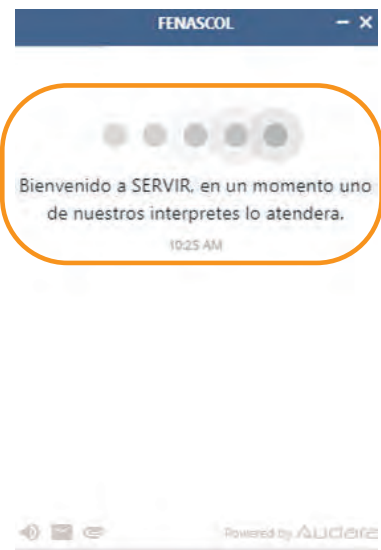 FENASCOL
Bienvenido a SERVIR, en un momento uno
de nuestros interpretes lo atendera.
10:25 AM
Powered by Audara